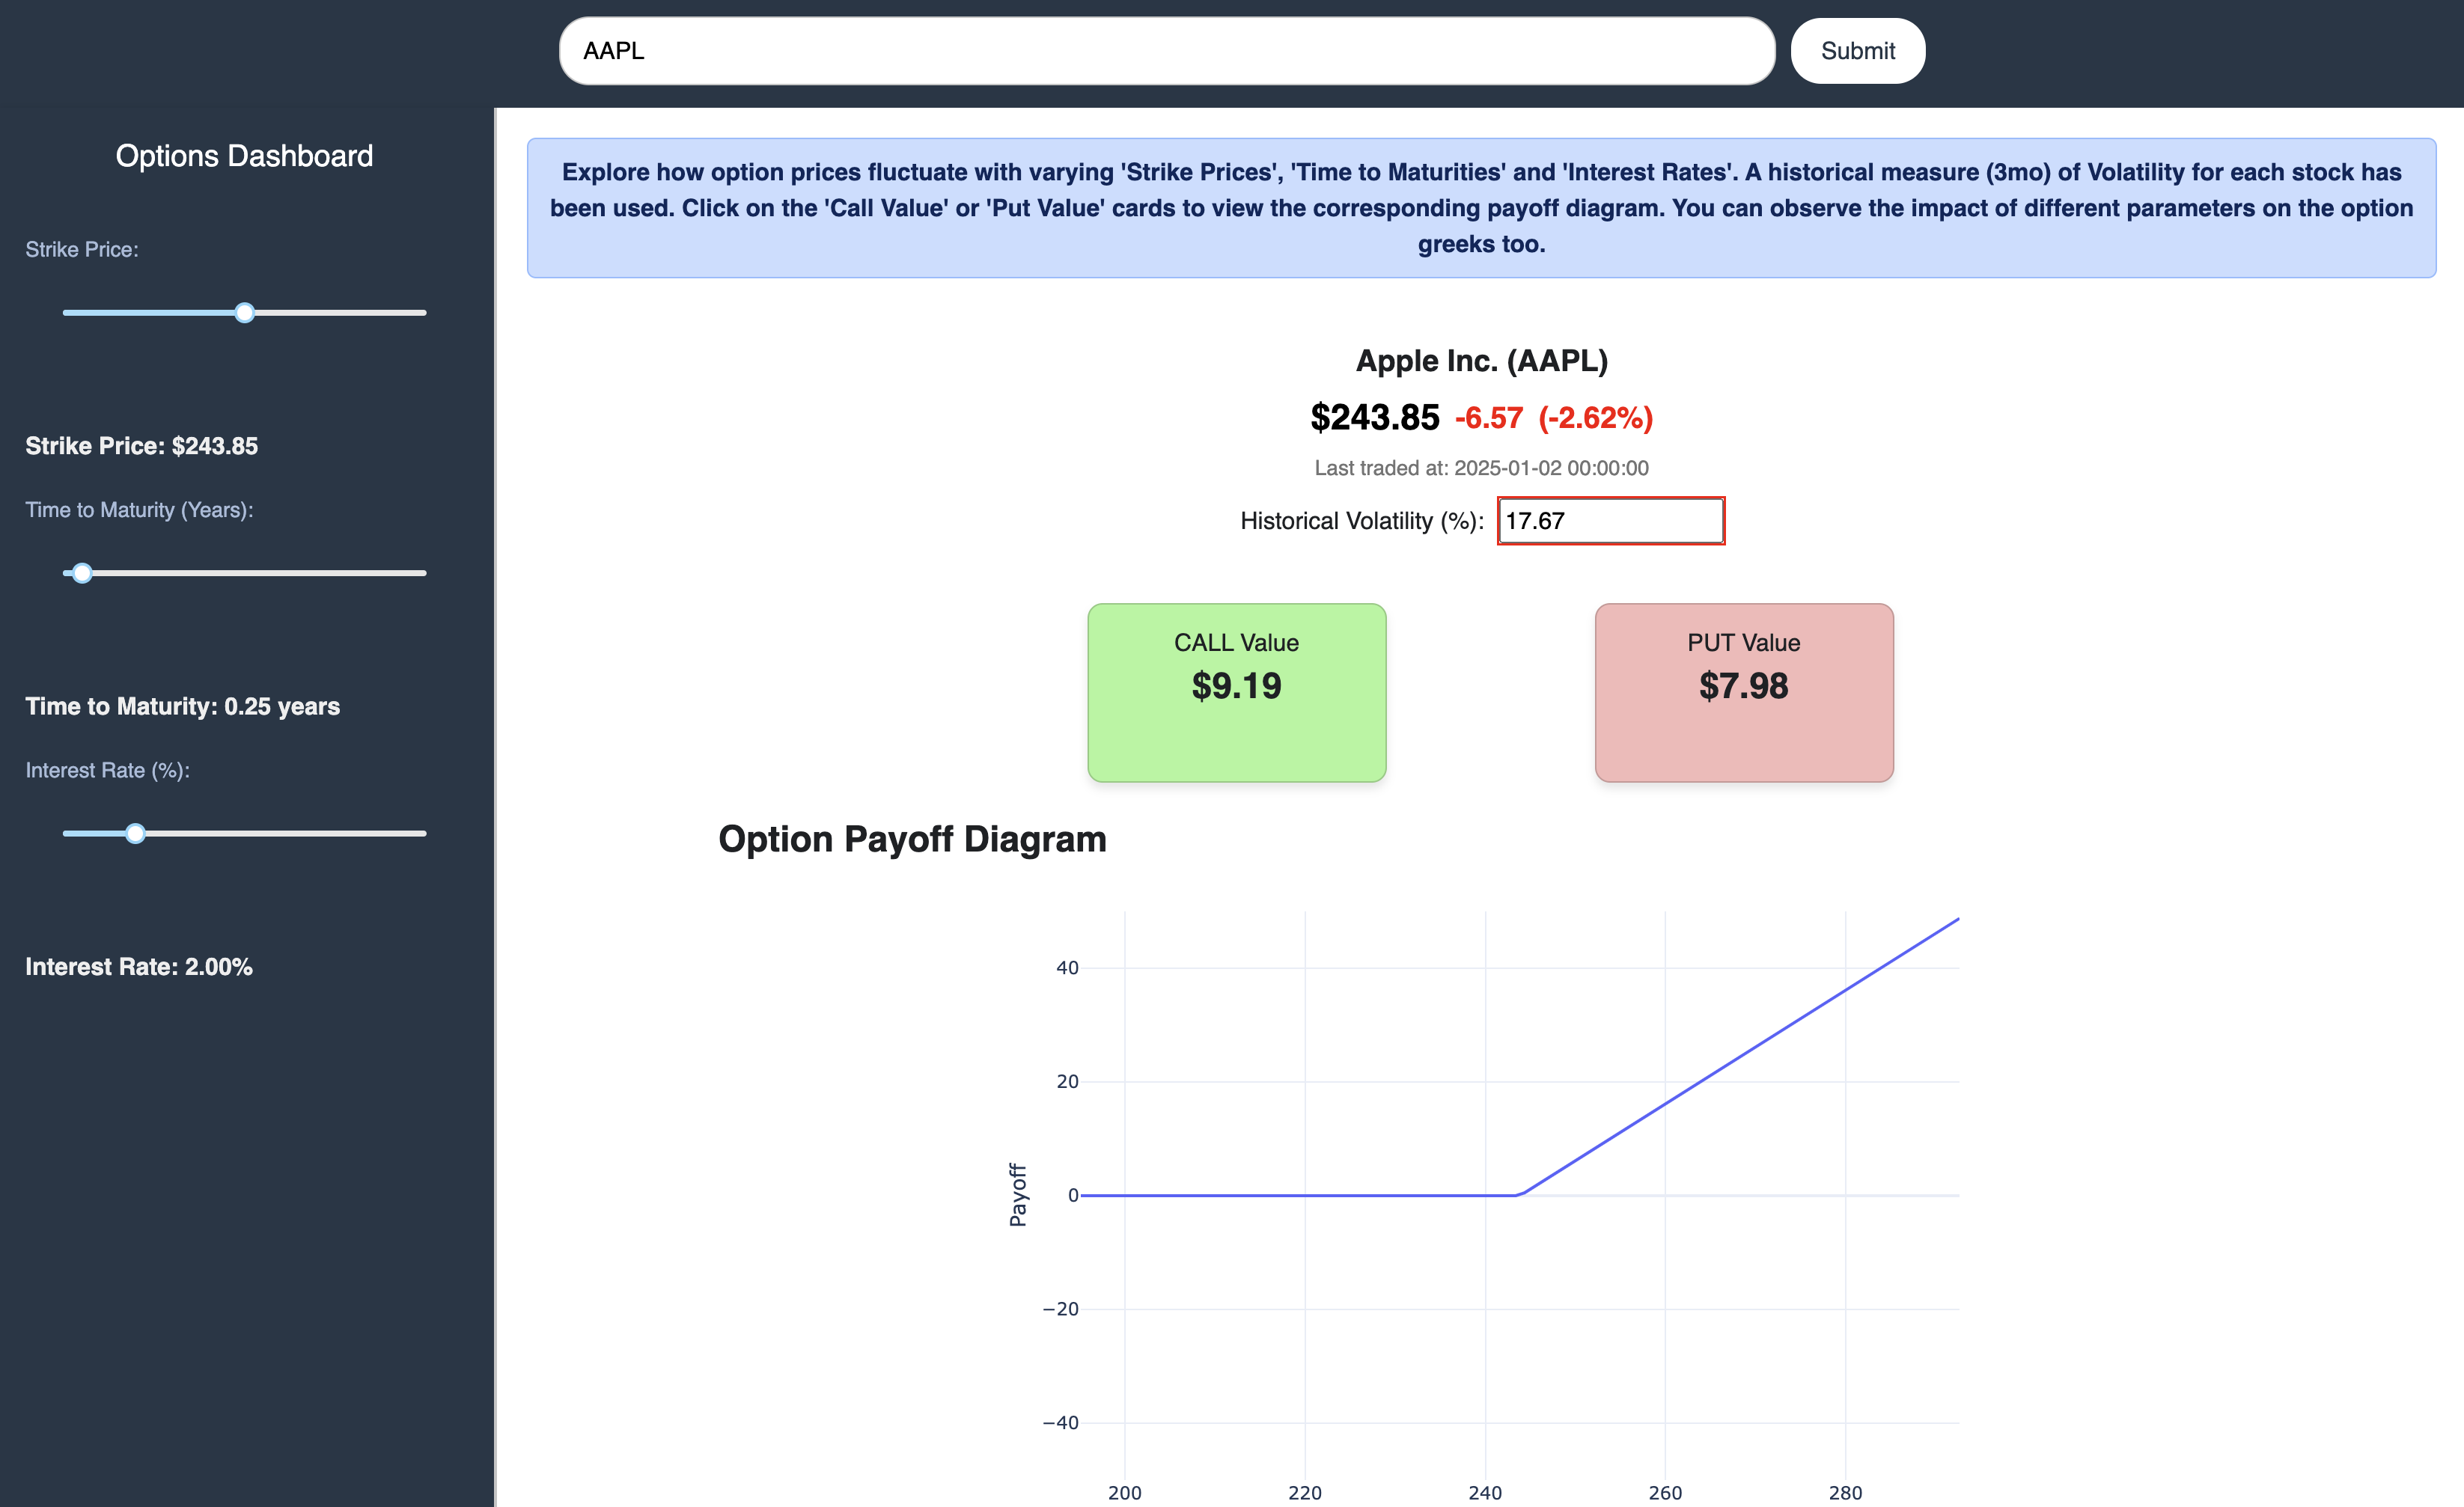 AAPL
Submit
Options Dashboard
Strike Price:
Strike Price: $243.85
Time to Maturity (Years):
Time to Maturity: 0.25 years
Interest Rate (%):
Interest Rate: 2.00%
Explore how option prices fluctuate with varying 'Strike Prices', 'Time to Maturities' and 'Interest Rates'. A historical measure (3mo) of Volatility for each stock has
been used. Click on the 'Call Value' or 'Put Value' cards to view the corresponding payoff diagram. You can observe the impact of different parameters on the option
greeks too.
Apple Inc. (AAPL)
$243.85 -6.57 (-2.62%)
Last traded at: 2025-01-02 00:00:00
Historical Volatility (%): 17.67
CALL Value
$9.19
PUT Value
$7.98
Option Payoff Diagram
40
20
0
−20
−40
Payoff
200 220 240 260 280